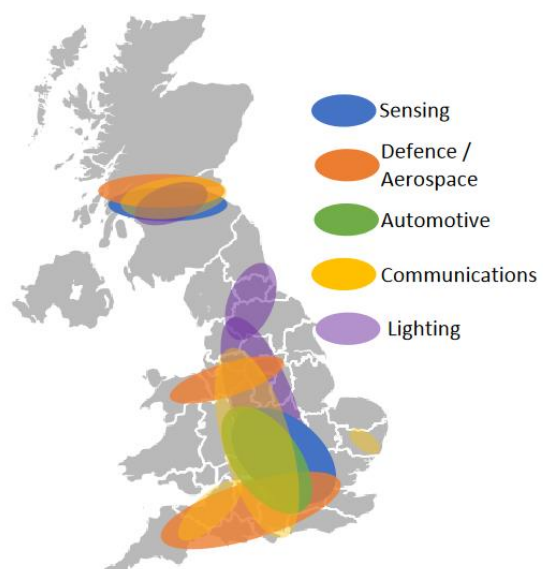 Sensing
Defence /
Aerospace
Automotive
Communications
Lighting